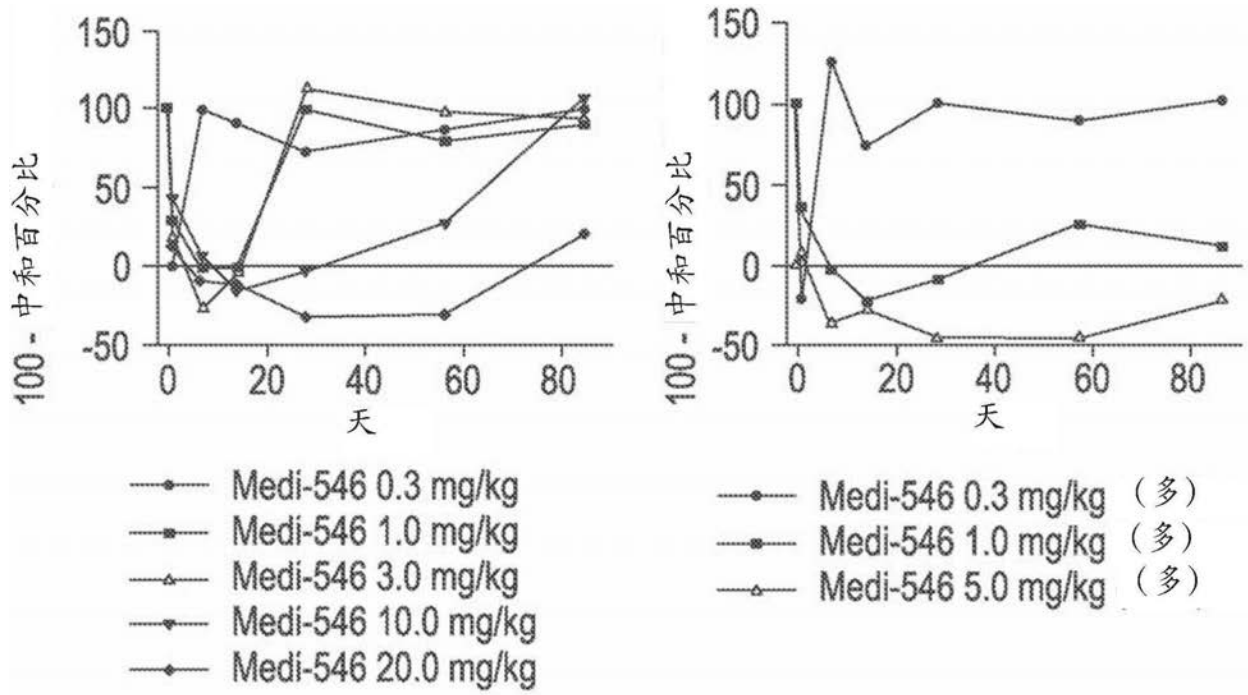 150
100
50
0
-50
0 20 40 60 80
天
100 - 中和百分比
Medi-546 0.3 mg/kg
Medi-546 1.0 mg/kg
Medi-546 3.0 mg/kg
Medi-546 10.0 mg/kg
Medi-546 20.0 mg/kg
150
100
50
0
-50
0 20 40 60 80
天
100 - 中和百分比
Medi-546 0.3 mg/kg (多)
Medi-546 1.0 mg/kg (多)
Medi-546 5.0 mg/kg (多)